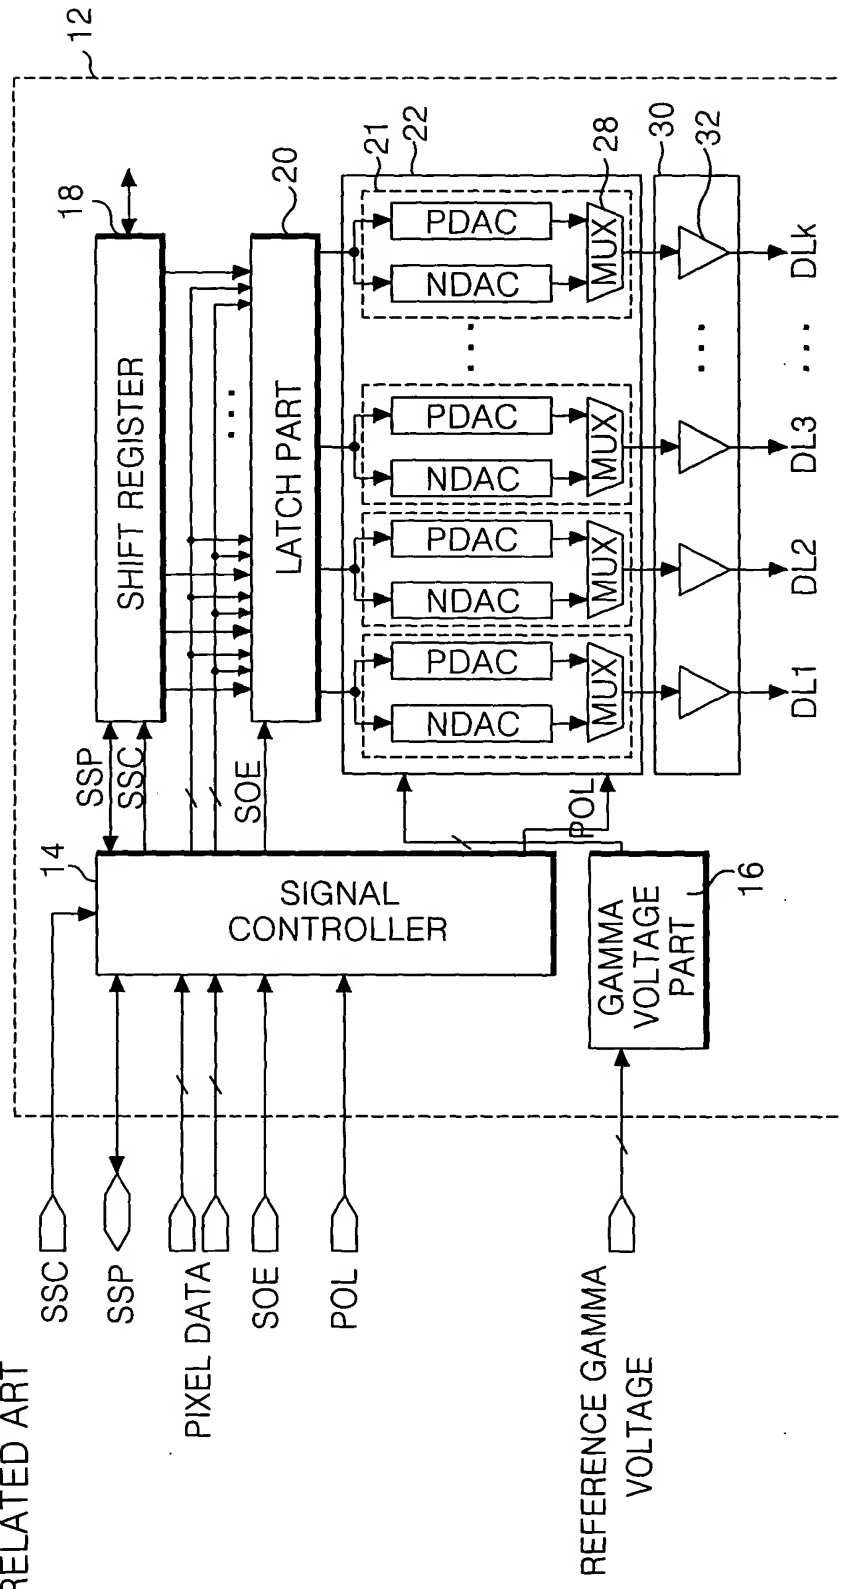 RELATED ART
SSC
SSP
PIXEL DATA
SOE
POL
REFERENCE GAMMA
VOLTAGE
12
14
SIGNAL
CONTROLLER
GAMMA
VOLTAGE
PART
16
SSP
SSC
SOE
POL
18
SHIFT REGISTER
...
20
LATCH PART
21
22
NDAC
PDAC
MUX
NDAC
PDAC
MUX
NDAC
PDAC
MUX
...
NDAC
PDAC
MUX
28
30
32
...
DL1
DL2
DL3
...
DLk